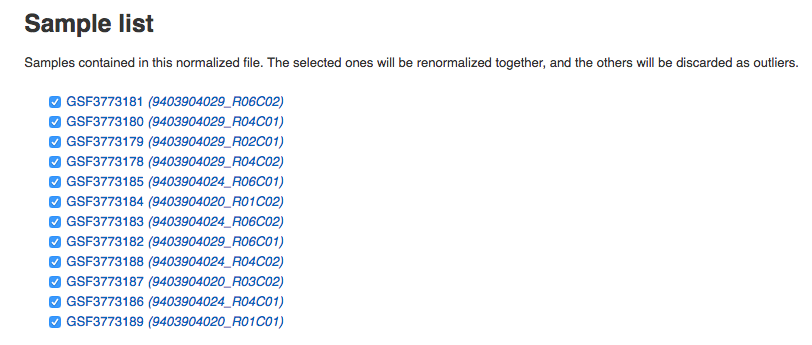 Sample list
Samples contained in this normalized file. The selected ones will be renormalized together, and the others will be discarded as outliers.
GSF3773181 (9403904029_R06C02)
GSF3773180 (9403904029_R04C01)
GSF3773179 (9403904029_R02C01)
GSF3773178 (9403904029_R04C02)
GSF3773185 (9403904024_R06C01)
GSF3773184 (9403904020_R01C02)
GSF3773183 (9403904024_R06C02)
GSF3773182 (9403904029_R06C01)
GSF3773188 (9403904024_R04C02)
GSF3773187 (9403904020_R03C02)
GSF3773186 (9403904024_R04C01)
GSF3773189 (9403904020_R01C01)